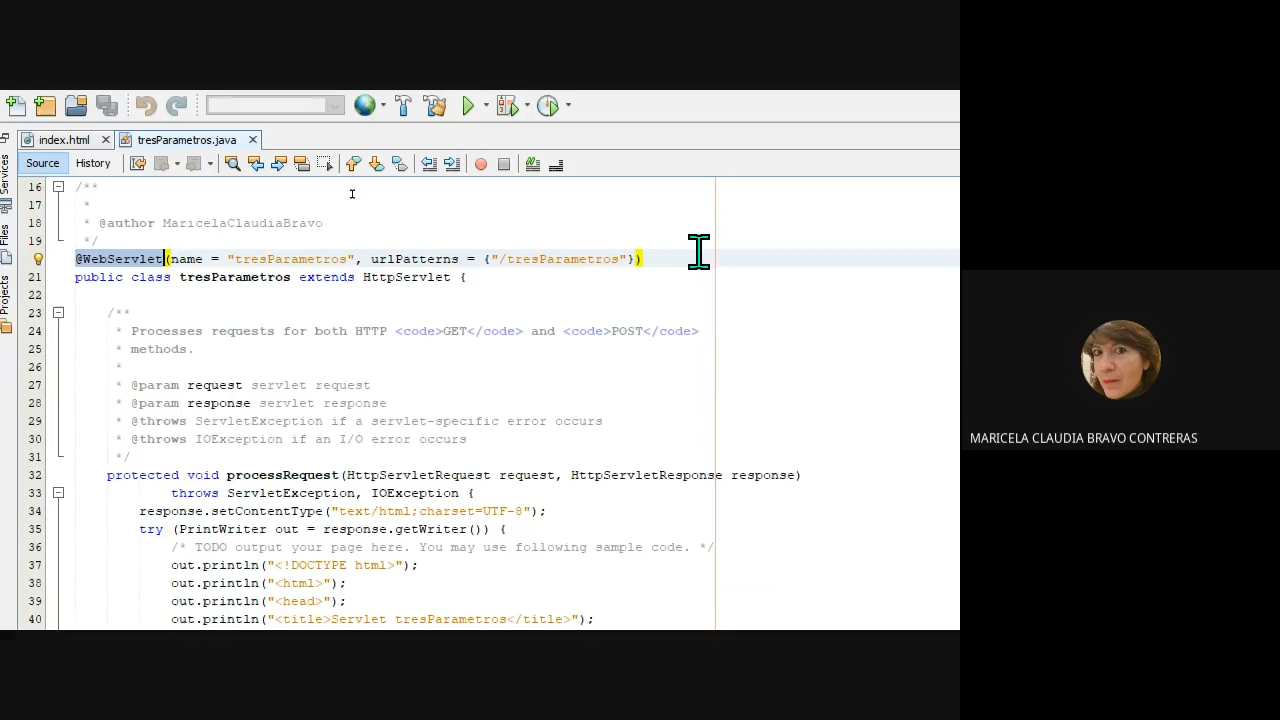 index.html
tresParametros.java
Source
History
Services
Files
Projects
16 /**
17 *
18 * @author MaricelaClaudiaBravo
19 */
@WebServlet(name = "tresParametros", urlPatterns = {"/tresParametros"})
21 public class tresParametros extends HttpServlet {
22
23 /**
24 * Processes requests for both HTTP <code>GET</code> and <code>POST</code>
25 * methods.
26 *
27 * @param request servlet request
28 * @param response servlet response
29 * @throws ServletException if a servlet-specific error occurs
30 * @throws IOException if an I/O error occurs
31 */
32 protected void processRequest(HttpServletRequest request, HttpServletResponse response)
33 throws ServletException, IOException {
34 response.setContentType("text/html;charset=UTF-8");
35 try (PrintWriter out = response.getWriter()) {
36 /* TODO output your page here. You may use following sample code. */
37 out.println("<!DOCTYPE html>");
38 out.println("<html>");
39 out.println("<head>");
40 out.println("<title>Servlet tresParametros</title>");
MARICELA CLAUDIA BRAVO CONTRERAS